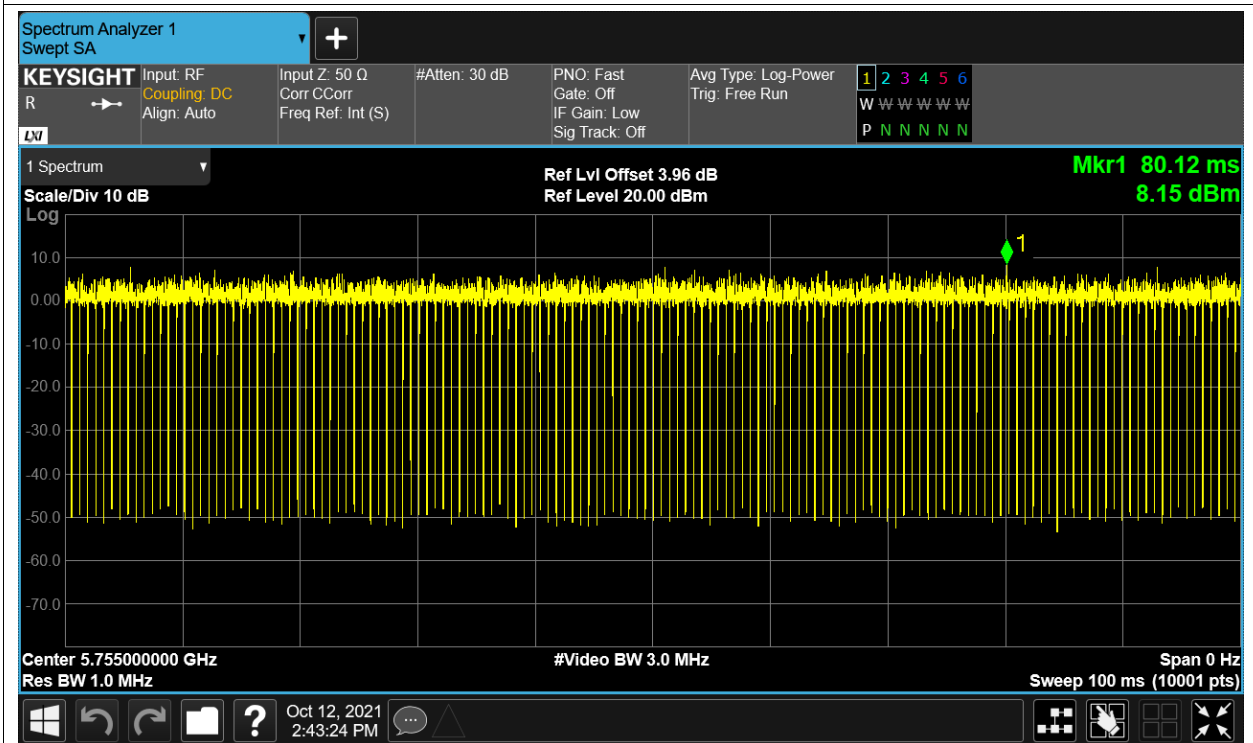 Spectrum Analyzer 1
Swept SA
KEYSIGHT
R
LXI
Input: RF
Coupling: DC
Align: Auto
Input Z: 50 Ω
Corr CCorr
Freq Ref: Int (S)
#Atten: 30 dB
PNO: Fast
Gate: Off
IF Gain: Low
Sig Track: Off
Avg Type: Log-Power
Trig: Free Run
1 2 3 4 5 6
W W W W W W
P N N N N N
1 Spectrum
Scale/Div 10 dB
Ref Lvl Offset 3.96 dB
Ref Level 20.00 dBm
Mkr1 80.12 ms
8.15 dBm
Log
1
10.0
0.00
-10.0
-20.0
-30.0
-40.0
-50.0
-60.0
-70.0
Center 5.755000000 GHz
#Video BW 3.0 MHz
Span 0 Hz
Res BW 1.0 MHz
Sweep 100 ms (10001 pts)
?
Oct 12, 2021
2:43:24 PM